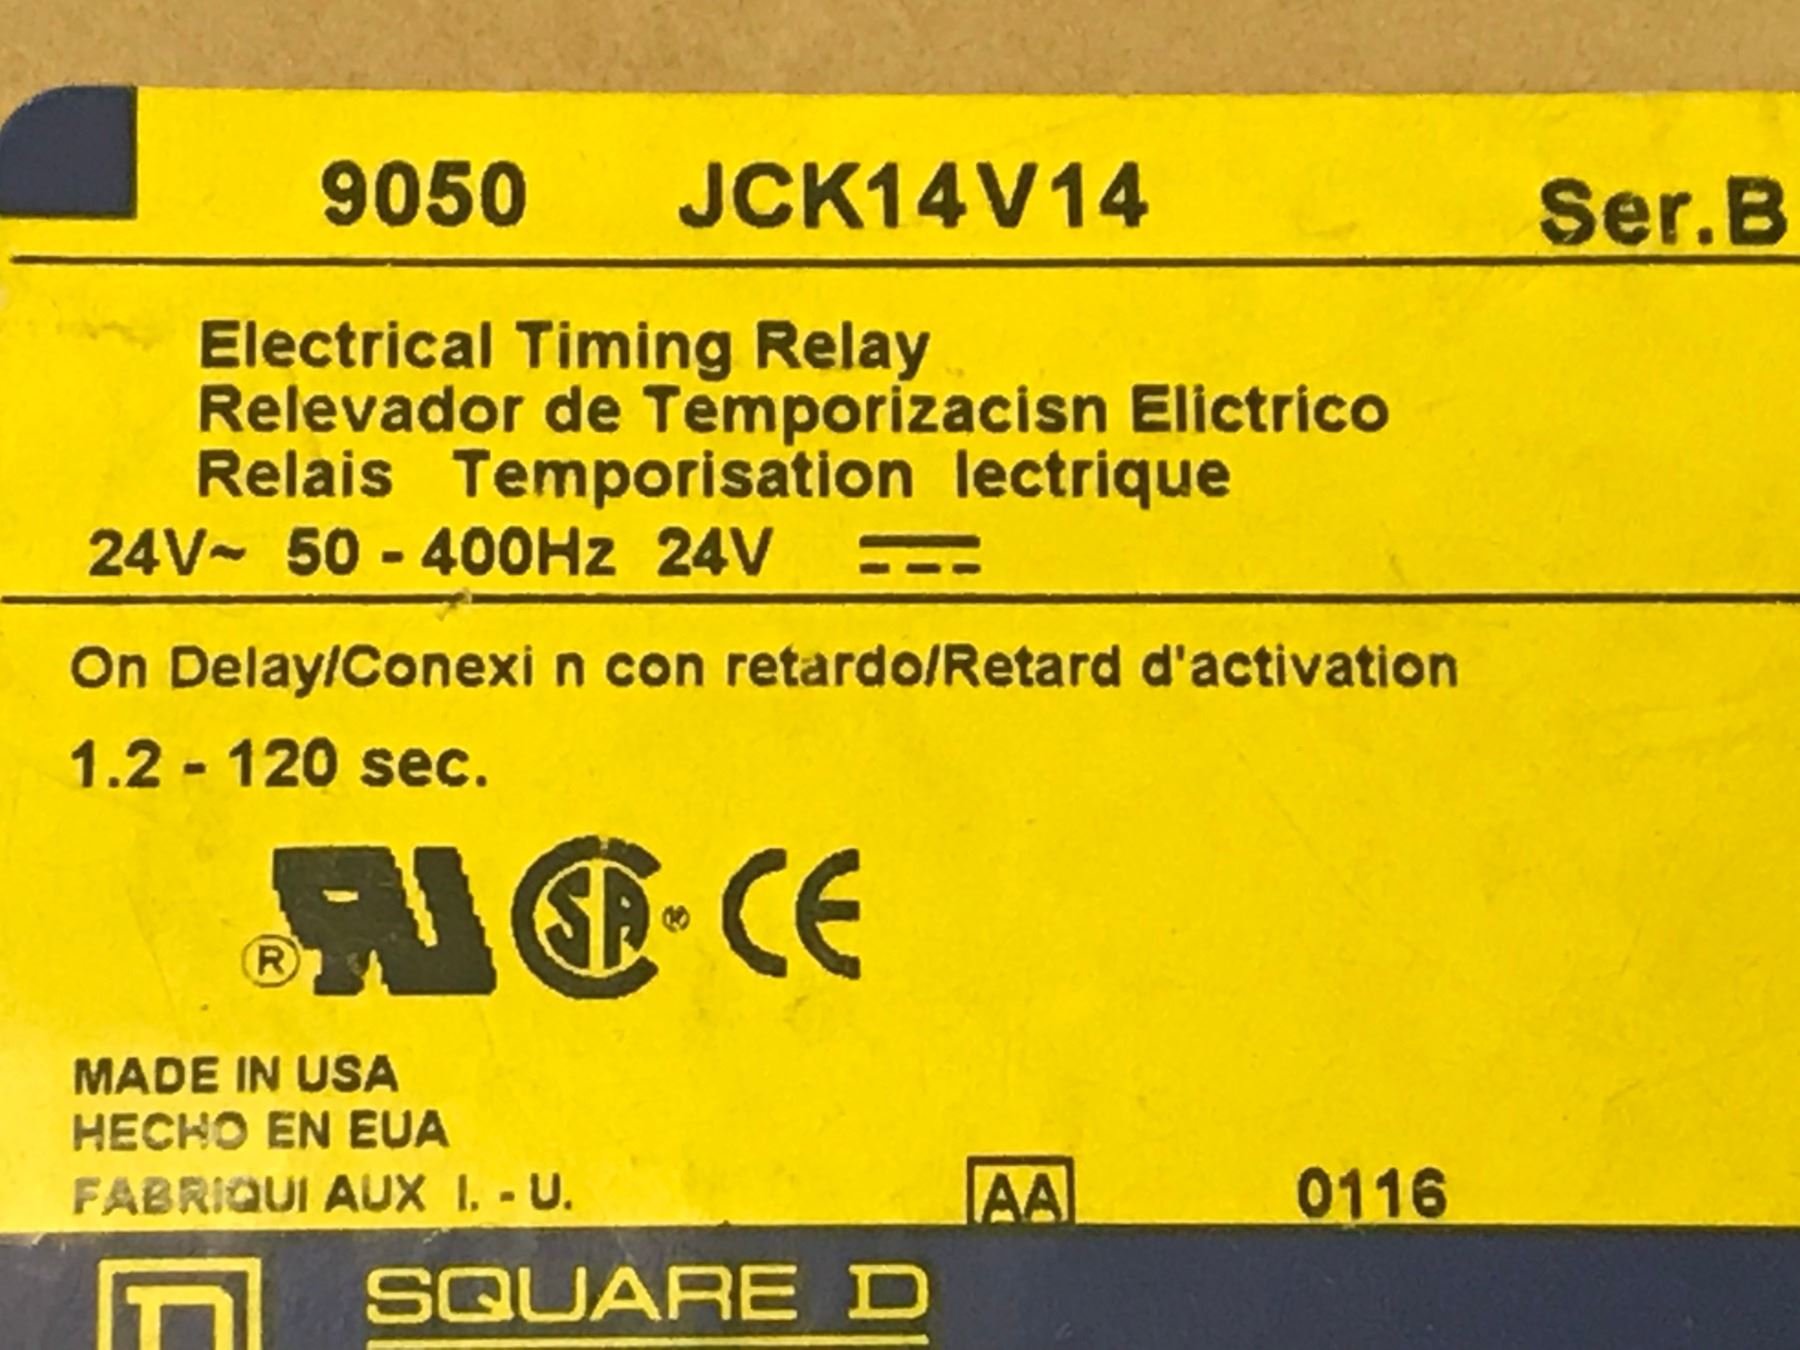 9050 JCK14V14 Ser.B
Electrical Timing Relay
Relevador de Temporizacisn Elictrico
Relais Temporisation lectrique
24V~ 50 - 400Hz 24V
On Delay/Conexi n con retardo/Retard d'activation
1.2 - 120 sec.
® SA ® CE
MADE IN USA
HECHO EN EUA
FABRIQUI AUX I. - U.
AA 0116
D SQUARE D